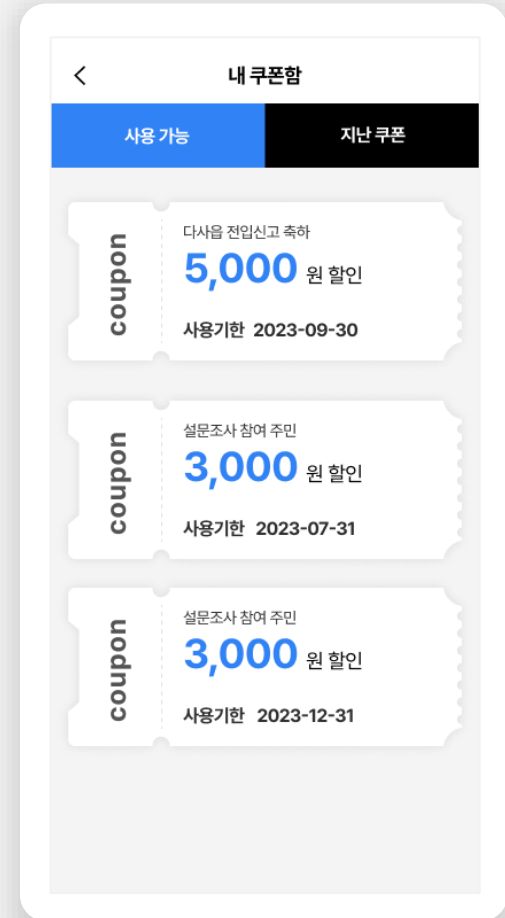 내 쿠폰함
사용 가능
지난 쿠폰
coupon
다사읍 전입신고 축하
5,000 원 할인
사용기한 2023-09-30
coupon
설문조사 참여 주민
3,000 원 할인
사용기한 2023-07-31
coupon
설문조사 참여 주민
3,000 원 할인
사용기한 2023-12-31